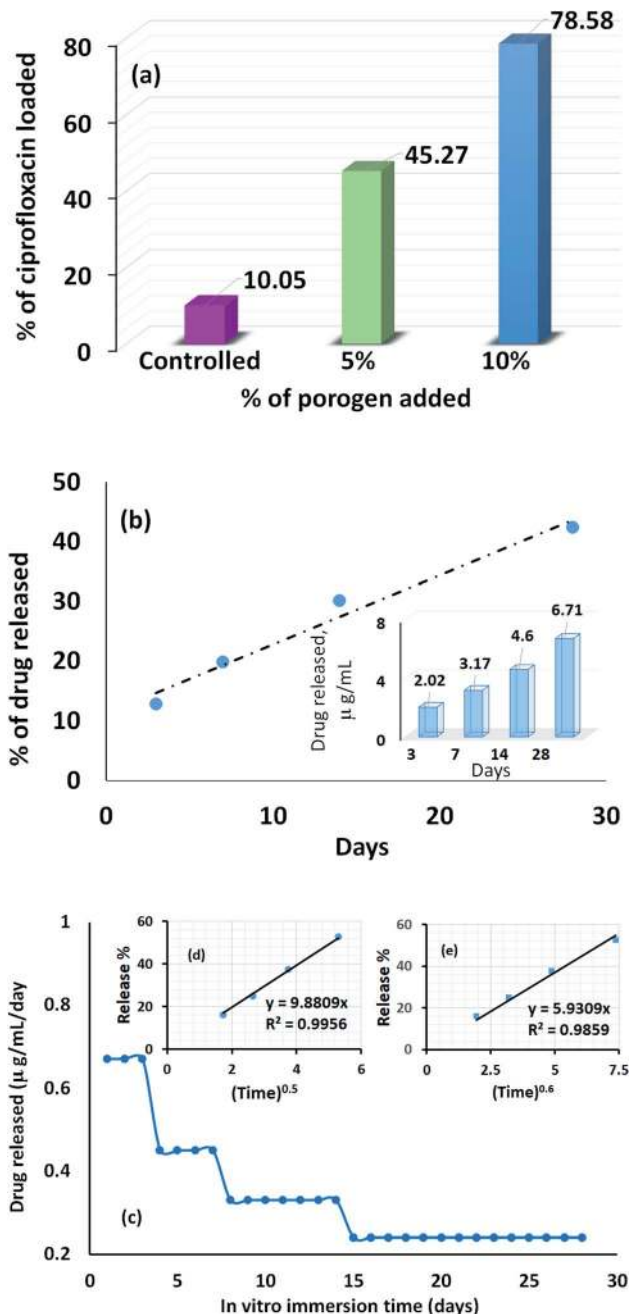 (a)
% of ciprofloxacin loaded
80
60
40
20
0
10.05
45.27
78.58
Controlled 5% 10%
% of porogen added
(b)
% of drug released
50
40
30
20
10
0
0 10 20 30
Days
Drug released,
μ g/mL
8
4
0
2.02
3.17
4.6
6.71
3 7 14 28
Days
Drug released (μ g/mL/day
1
0.8
0.6
0.4
0.2
(c)
0 5 10 15 20 25 30
In vitro immersion time (days)
(d)
Release %
60
40
20
0
y = 9.8809x
R² = 0.9956
0 2 4 6
(Time)^0.5
(e)
Release %
60
40
20
0
y = 5.9309x
R² = 0.9859
0 2.5 5 7.5
(Time)^0.6